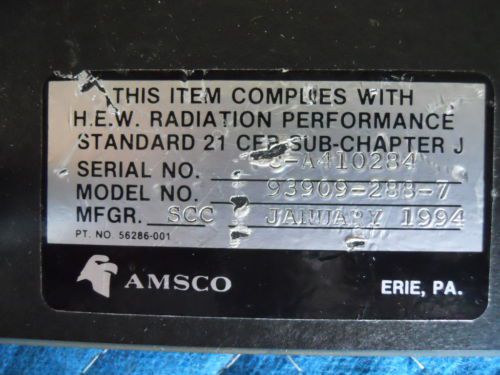 THIS ITEM COMPLIES WITH
H.E.W. RADIATION PERFORMANCE
STANDARD 21 CFR SUB-CHAPTER J
SERIAL NO. -A410284
MODEL NO. 93909-288-7
MFGR. SCC JANUARY 1994
PT. NO. 56286-001
AMSCO
ERIE, PA.